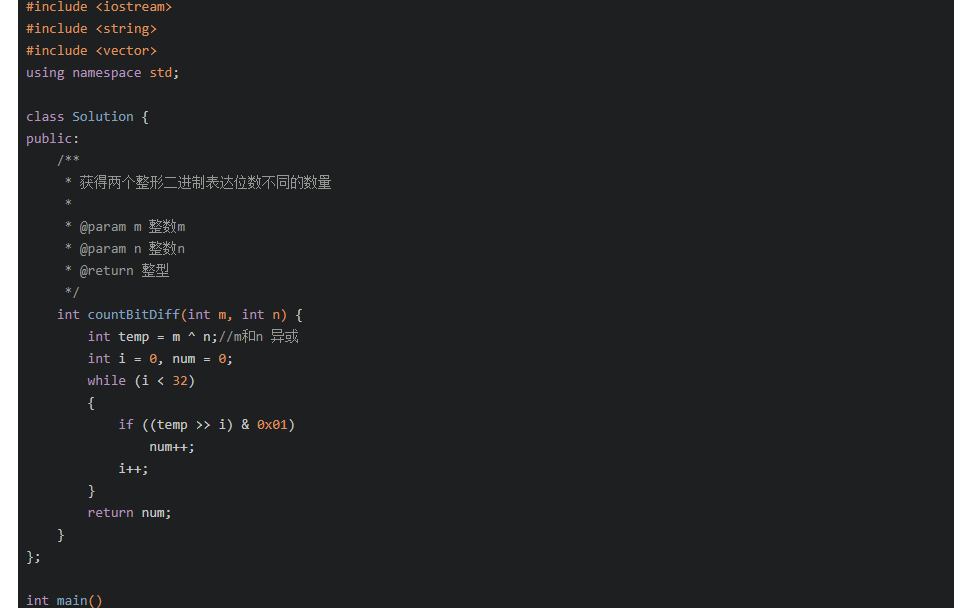 #include <iostream>
#include <string>
#include <vector>
using namespace std;
class Solution {
public:
/**
* 获得两个整形二进制表达位数不同的数量
*
* @param m 整数m
* @param n 整数n
* @return 整型
*/
int countBitDiff(int m, int n) {
int temp = m ^ n;//m和n 异或
int i = 0, num = 0;
while (i < 32)
{
if ((temp >> i) & 0x01)
num++;
i++;
}
return num;
}
};
int main()